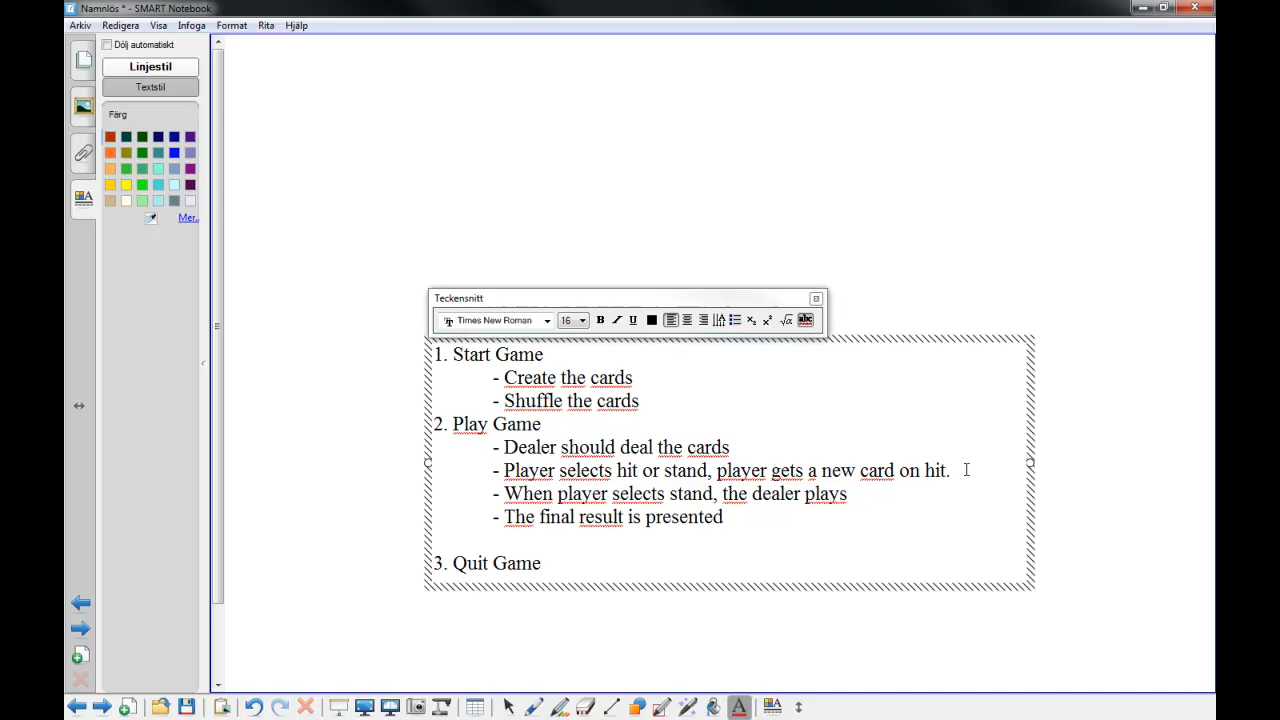 Namnlös * - SMART Notebook
Arkiv Redigera Visa Infoga Format Rita Hjälp
Dölj automatiskt
Linjestil
Textstil
Färg
Mer..
Teckensnitt
Times New Roman 16 B I U
1. Start Game
- Create the cards
- Shuffle the cards
2. Play Game
- Dealer should deal the cards
- Player selects hit or stand, player gets a new card on hit.
- When player selects stand, the dealer plays
- The final result is presented
3. Quit Game